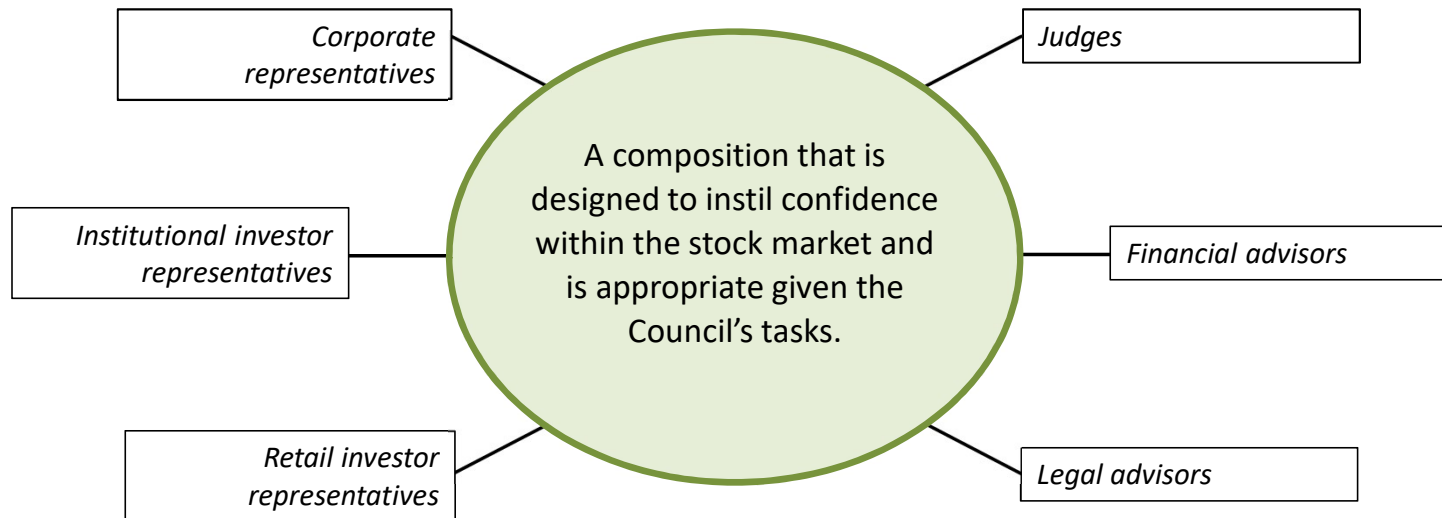 Corporate
representatives
Judges
A composition that is
designed to instil confidence
within the stock market and
is appropriate given the
Council’s tasks.
Institutional investor
representatives
Financial advisors
Retail investor
representatives
Legal advisors